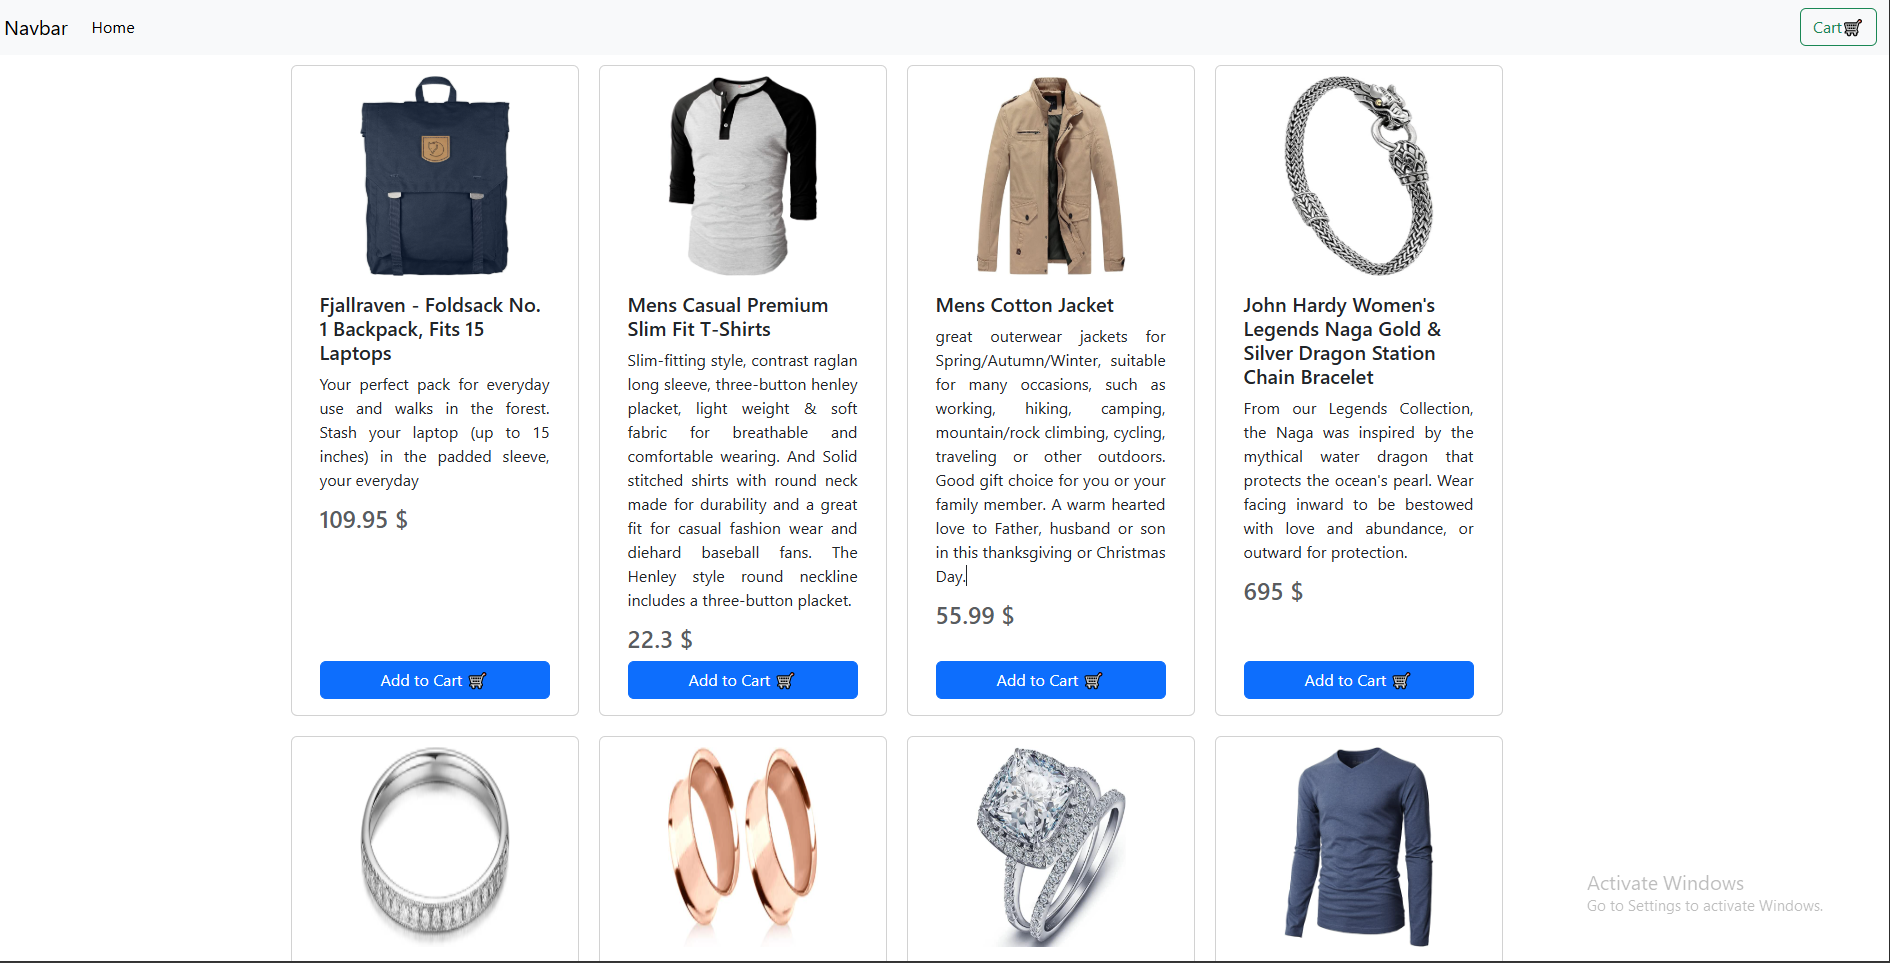 Navbar
Home
Cart
Fjallraven - Foldsack No.
1 Backpack, Fits 15
Laptops
Your perfect pack for everyday
use and walks in the forest.
Stash your laptop (up to 15
inches) in the padded sleeve,
your everyday
109.95 $
Add to Cart
Mens Casual Premium
Slim Fit T-Shirts
Slim-fitting style, contrast raglan
long sleeve, three-button henley
placket, light weight & soft
fabric for breathable and
comfortable wearing. And Solid
stitched shirts with round neck
made for durability and a great
fit for casual fashion wear and
diehard baseball fans. The
Henley style round neckline
includes a three-button placket.
22.3 $
Add to Cart
Mens Cotton Jacket
great outerwear jackets for
Spring/Autumn/Winter, suitable
for many occasions, such as
working, hiking, camping,
mountain/rock climbing, cycling,
traveling or other outdoors.
Good gift choice for you or your
family member. A warm hearted
love to Father, husband or son
in this thanksgiving or Christmas
Day.
55.99 $
Add to Cart
John Hardy Women's
Legends Naga Gold &
Silver Dragon Station
Chain Bracelet
From our Legends Collection,
the Naga was inspired by the
mythical water dragon that
protects the ocean's pearl. Wear
facing inward to be bestowed
with love and abundance, or
outward for protection.
695 $
Add to Cart
Activate Windows
Go to Settings to activate Windows.